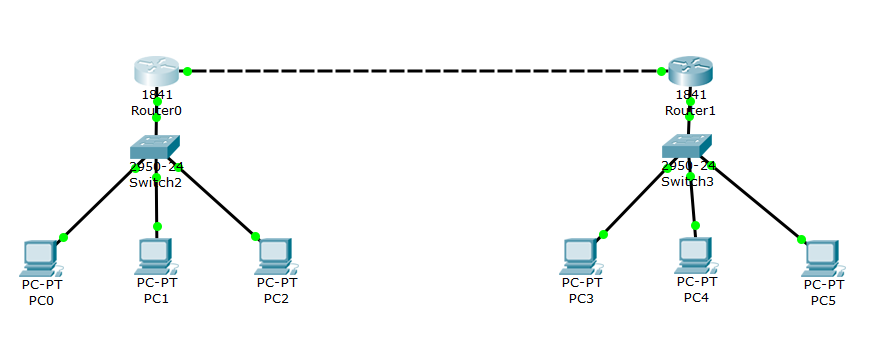 1841
Router0
1841
Router1
2950-24
Switch2
2950-24
Switch3
PC-PT
PC0
PC-PT
PC1
PC-PT
PC2
PC-PT
PC3
PC-PT
PC4
PC-PT
PC5